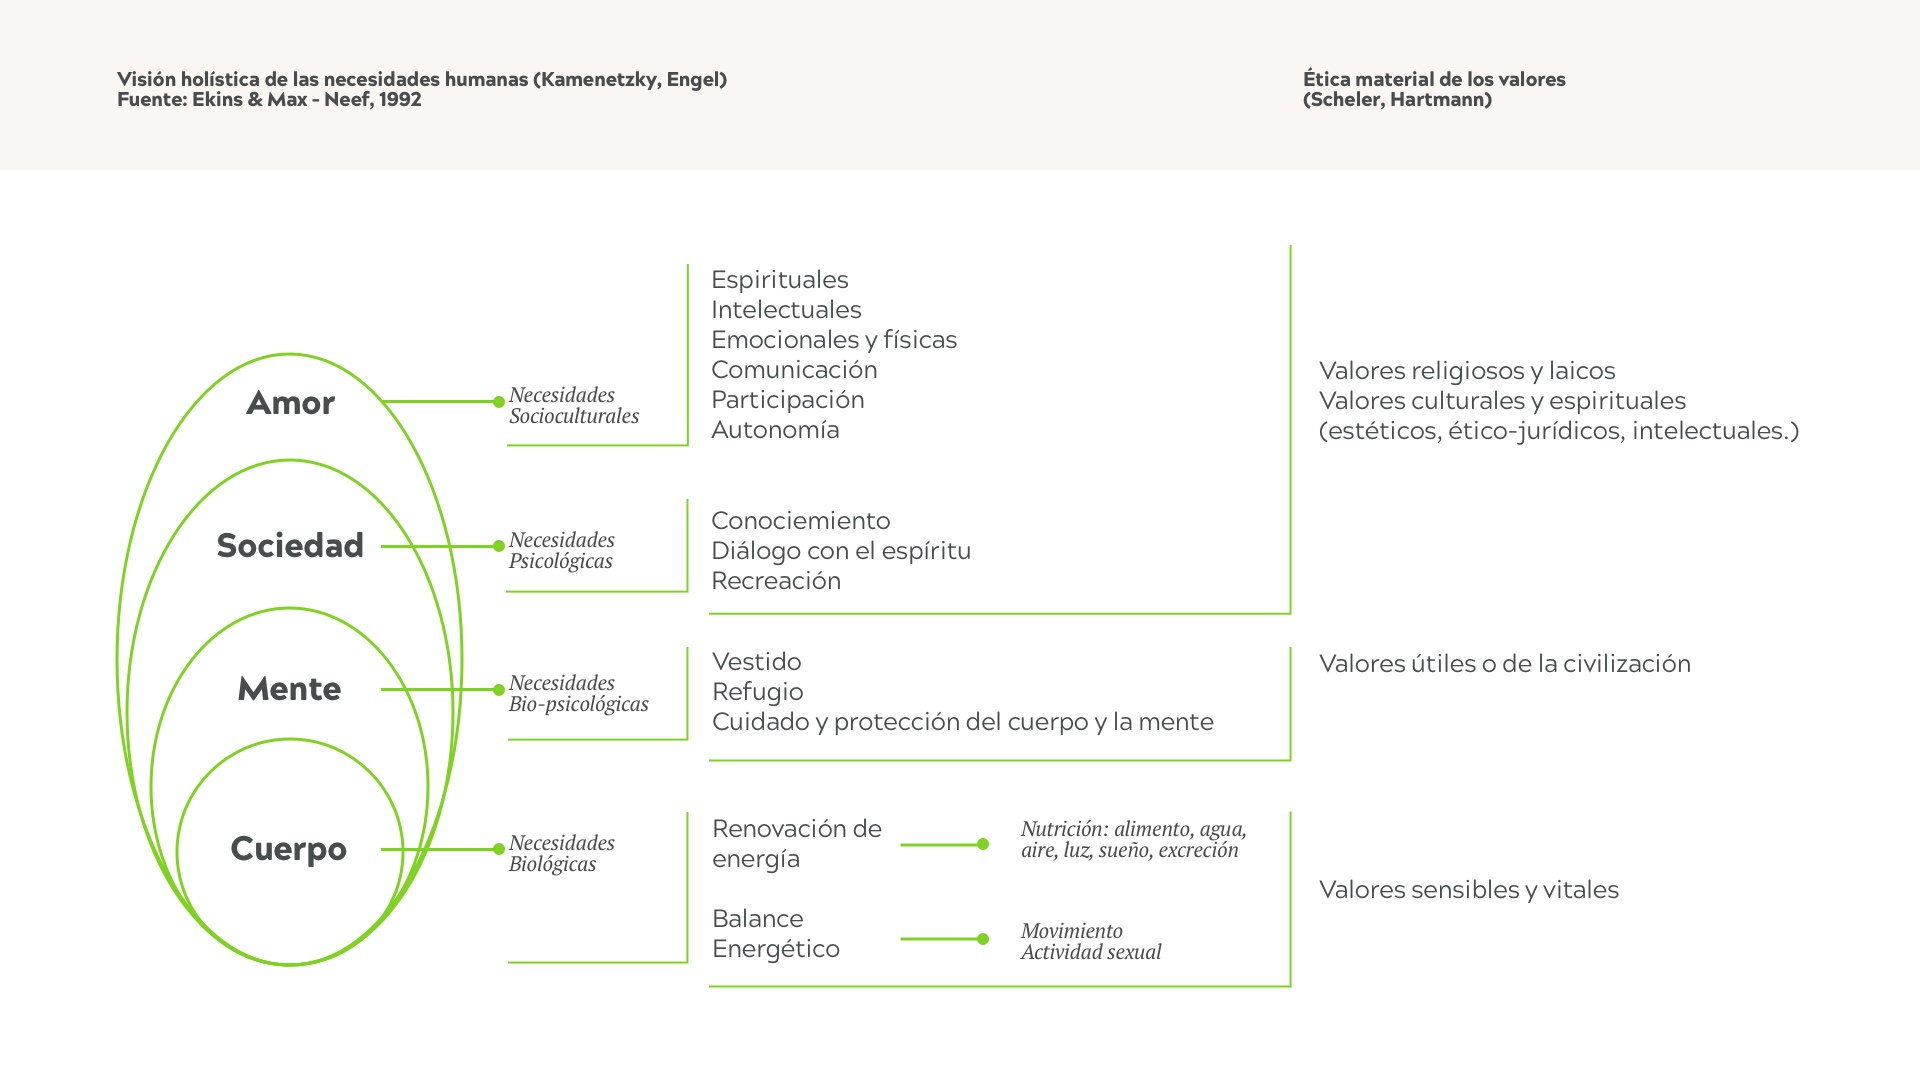 Visión holística de las necesidades humanas (Kamenetzky, Engel)
Fuente: Ekins & Max - Neef, 1992
Ética material de los valores
(Scheler, Hartmann)
Amor
Necesidades
Socioculturales
Espirituales
Intelectuales
Emocionales y físicas
Comunicación
Participación
Autonomía
Valores religiosos y laicos
Valores culturales y espirituales
(estéticos, ético-jurídicos, intelectuales.)
Sociedad
Necesidades
Psicológicas
Conociemiento
Diálogo con el espíritu
Recreación
Mente
Necesidades
Bio-psicológicas
Vestido
Refugio
Cuidado y protección del cuerpo y la mente
Valores útiles o de la civilización
Cuerpo
Necesidades
Biológicas
Renovación de
energía
Nutrición: alimento, agua,
aire, luz, sueño, excreción
Balance
Energético
Movimiento
Actividad sexual
Valores sensibles y vitales